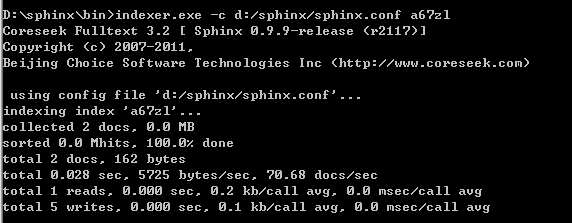 D:\sphinx\bin>indexer.exe -c d:/sphinx/sphinx.conf a67zl
Coreseek Fulltext 3.2 [ Sphinx 0.9.9-release (r2117)]
Copyright (c) 2007-2011,
Beijing Choice Software Technologies Inc (http://www.coreseek.com)
using config file 'd:/sphinx/sphinx.conf'...
indexing index 'a67zl'...
collected 2 docs, 0.0 MB
sorted 0.0 Mhits, 100.0% done
total 2 docs, 162 bytes
total 0.028 sec, 5725 bytes/sec, 70.68 docs/sec
total 1 reads, 0.000 sec, 0.2 kb/call avg, 0.0 msec/call avg
total 5 writes, 0.000 sec, 0.1 kb/call avg, 0.0 msec/call avg